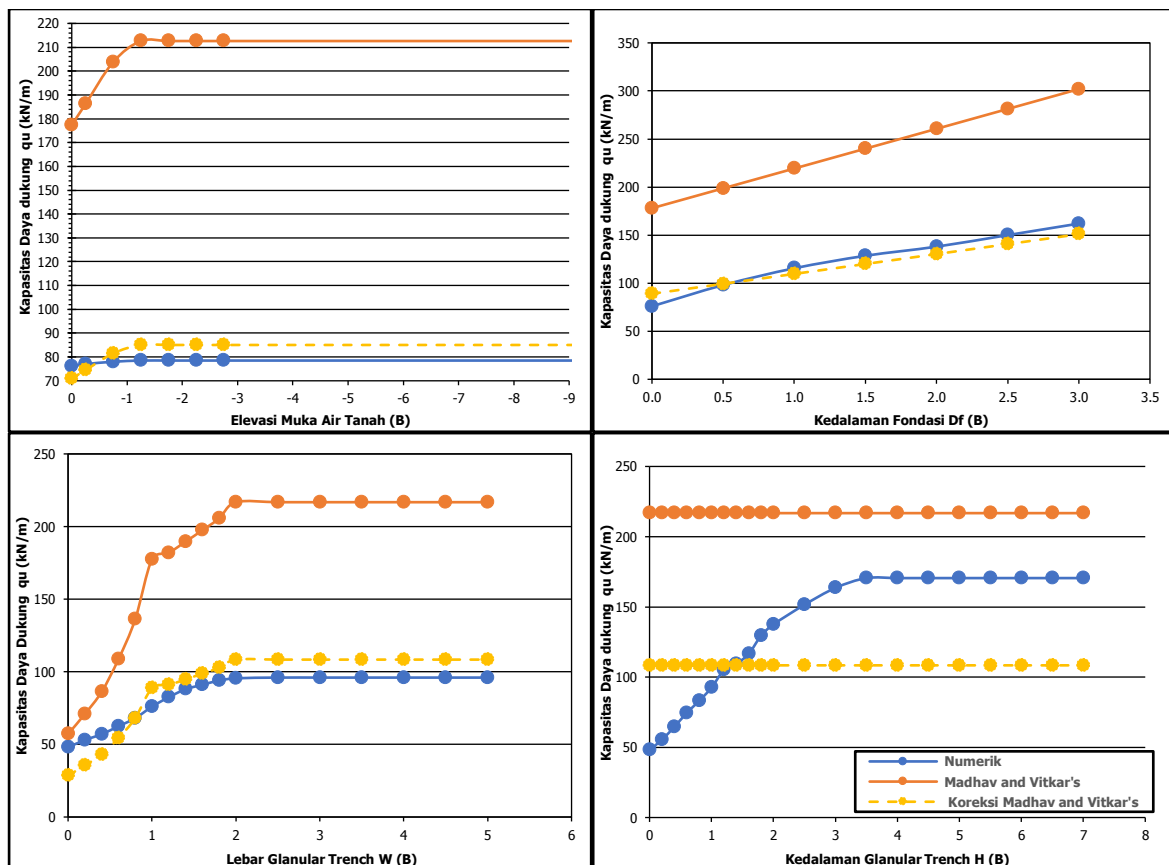 Kapasitas Daya dukung qu (kN/m)
220
210
200
190
180
170
160
150
140
130
120
110
100
90
80
70
0 -1 -2 -3 -4 -5 -6 -7 -8 -9
Elevasi Muka Air Tanah (B)
Kapasitas Daya dukung qu (kN/m)
350
300
250
200
150
100
50
0
0.0 0.5 1.0 1.5 2.0 2.5 3.0 3.5
Kedalaman Fondasi Df (B)
Kapasitas Daya Dukung qu (kN/m)
250
200
150
100
50
0
0 1 2 3 4 5 6
Lebar Glanular Trench W (B)
Kapasitas Daya dukung qu (kN/m)
250
200
150
100
50
0
0 1 2 3 4 5 6 7 8
Kedalaman Glanular Trench H (B)
Numerik
Madhav and Vitkar's
Koreksi Madhav and Vitkar's